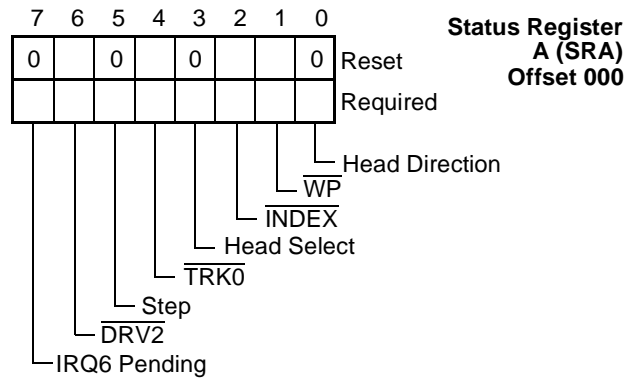 7 6 5 4 3 2 1 0
Status Register
A (SRA)
Offset 000
0 0 0 0 Reset
Required
Head Direction
WP
INDEX
Head Select
TRK0
Step
DRV2
IRQ6 Pending